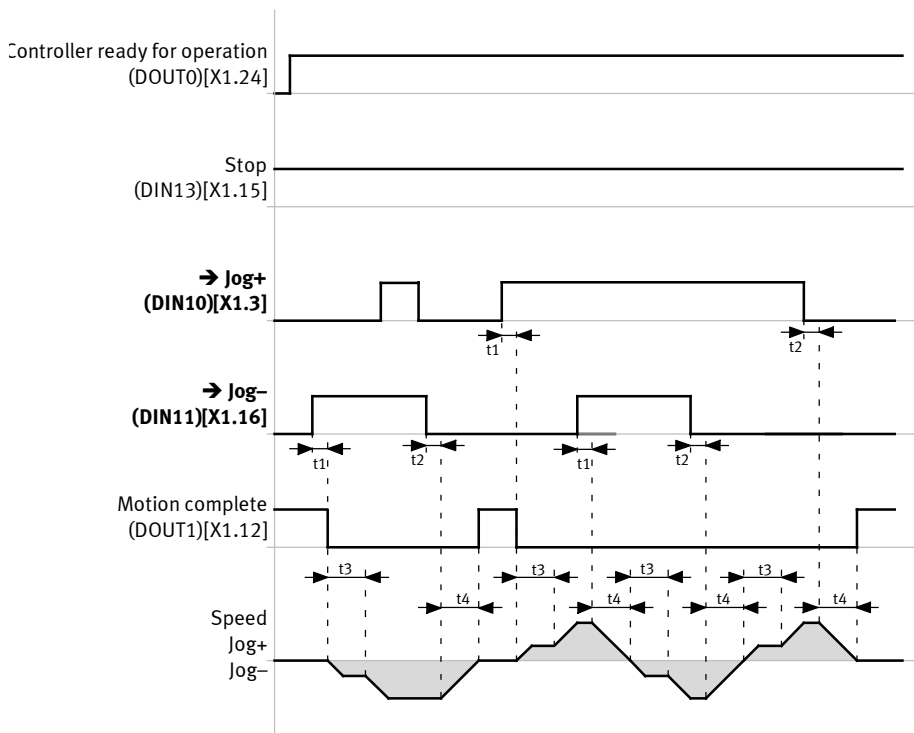 Controller ready for operation
(DOUT0)[X1.24]
Stop
(DIN13)[X1.15]
➔ Jog+
(DIN10)[X1.3]
t1
t2
➔ Jog–
(DIN11)[X1.16]
t1
t2
t1
t2
Motion complete
(DOUT1)[X1.12]
t3
t3
t3
t3
t4
t4
t4
t4
Speed
Jog+
Jog–